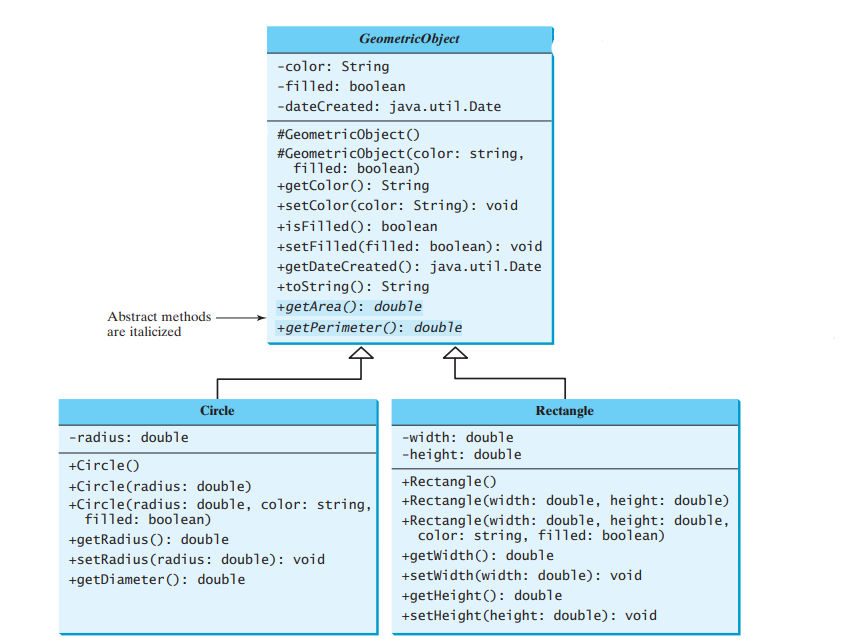 GeometricObject
-color: String
-filled: boolean
-dateCreated: java.util.Date
#GeometricObject()
#GeometricObject(color: string,
filled: boolean)
+getColor(): String
+setColor(color: String): void
+isFilled(): boolean
+setFilled(filled: boolean): void
+getDateCreated(): java.util.Date
+toString(): String
+getArea(): double
+getPerimeter(): double
Abstract methods
are italicized
Circle
-radius: double
+Circle()
+Circle(radius: double)
+Circle(radius: double, color: string,
filled: boolean)
+getRadius(): double
+setRadius(radius: double): void
+getDiameter(): double
Rectangle
-width: double
-height: double
+Rectangle()
+Rectangle(width: double, height: double)
+Rectangle(width: double, height: double,
color: string, filled: boolean)
+getWidth(): double
+setWidth(width: double): void
+getHeight(): double
+setHeight(height: double): void